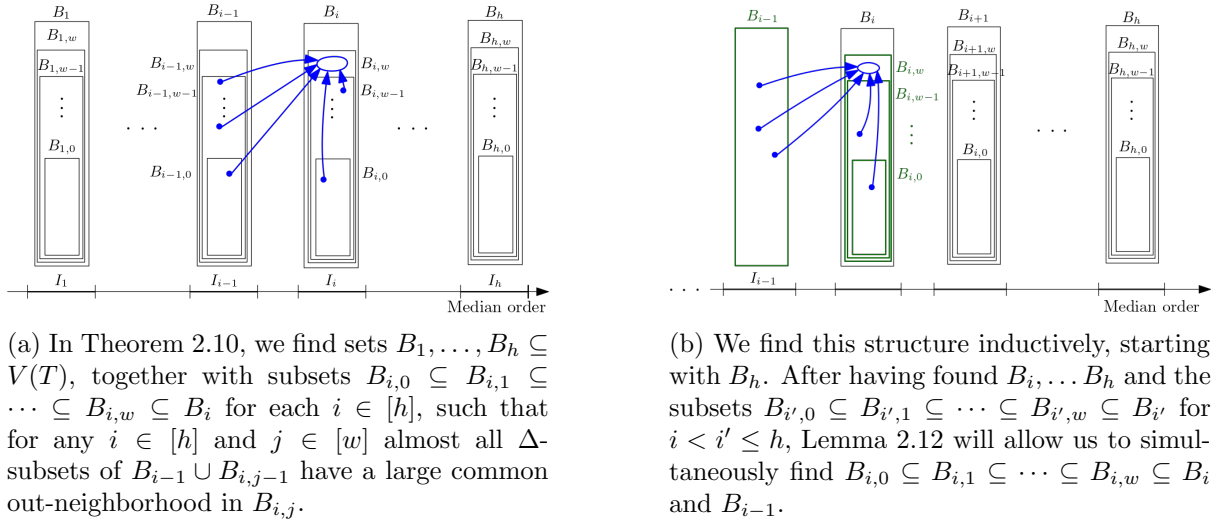 B_1 B_{i-1} B_i B_h
B_{1,w} B_{i-1,w} B_{i,w} B_{h,w}
B_{1,w-1} B_{i-1,w-1} B_{i,w-1} B_{h,w-1}
⋮ ⋮ ⋮ ⋮
· · · · · ·
B_{1,0} B_{i-1,0} B_{i,0} B_{h,0}
I_1 I_{i-1} I_i I_h
Median order
(a) In Theorem 2.10, we find sets B_1, . . . , B_h ⊆
V(T), together with subsets B_{i,0} ⊆ B_{i,1} ⊆
· · · ⊆ B_{i,w} ⊆ B_i for each i ∈ [h], such that
for any i ∈ [h] and j ∈ [w] almost all Δ-
subsets of B_{i−1} ∪ B_{i,j−1} have a large common
out-neighborhood in B_{i,j}.
B_{i-1} B_i B_{i+1} B_h
B_{i,w} B_{i+1,w} B_{h,w}
B_{i,w-1} B_{i+1,w-1} B_{h,w-1}
⋮ ⋮ ⋮
· · ·
B_{i,0} B_{i,0} B_{h,0}
· · · I_{i-1}
Median order
(b) We find this structure inductively, starting
with B_h. After having found B_i, . . . B_h and the
subsets B_{i′,0} ⊆ B_{i′,1} ⊆ · · · ⊆ B_{i′,w} ⊆ B_{i′} for
i < i′ ≤ h, Lemma 2.12 will allow us to simul-
taneously find B_{i,0} ⊆ B_{i,1} ⊆ · · · ⊆ B_{i,w} ⊆ B_i
and B_{i−1}.